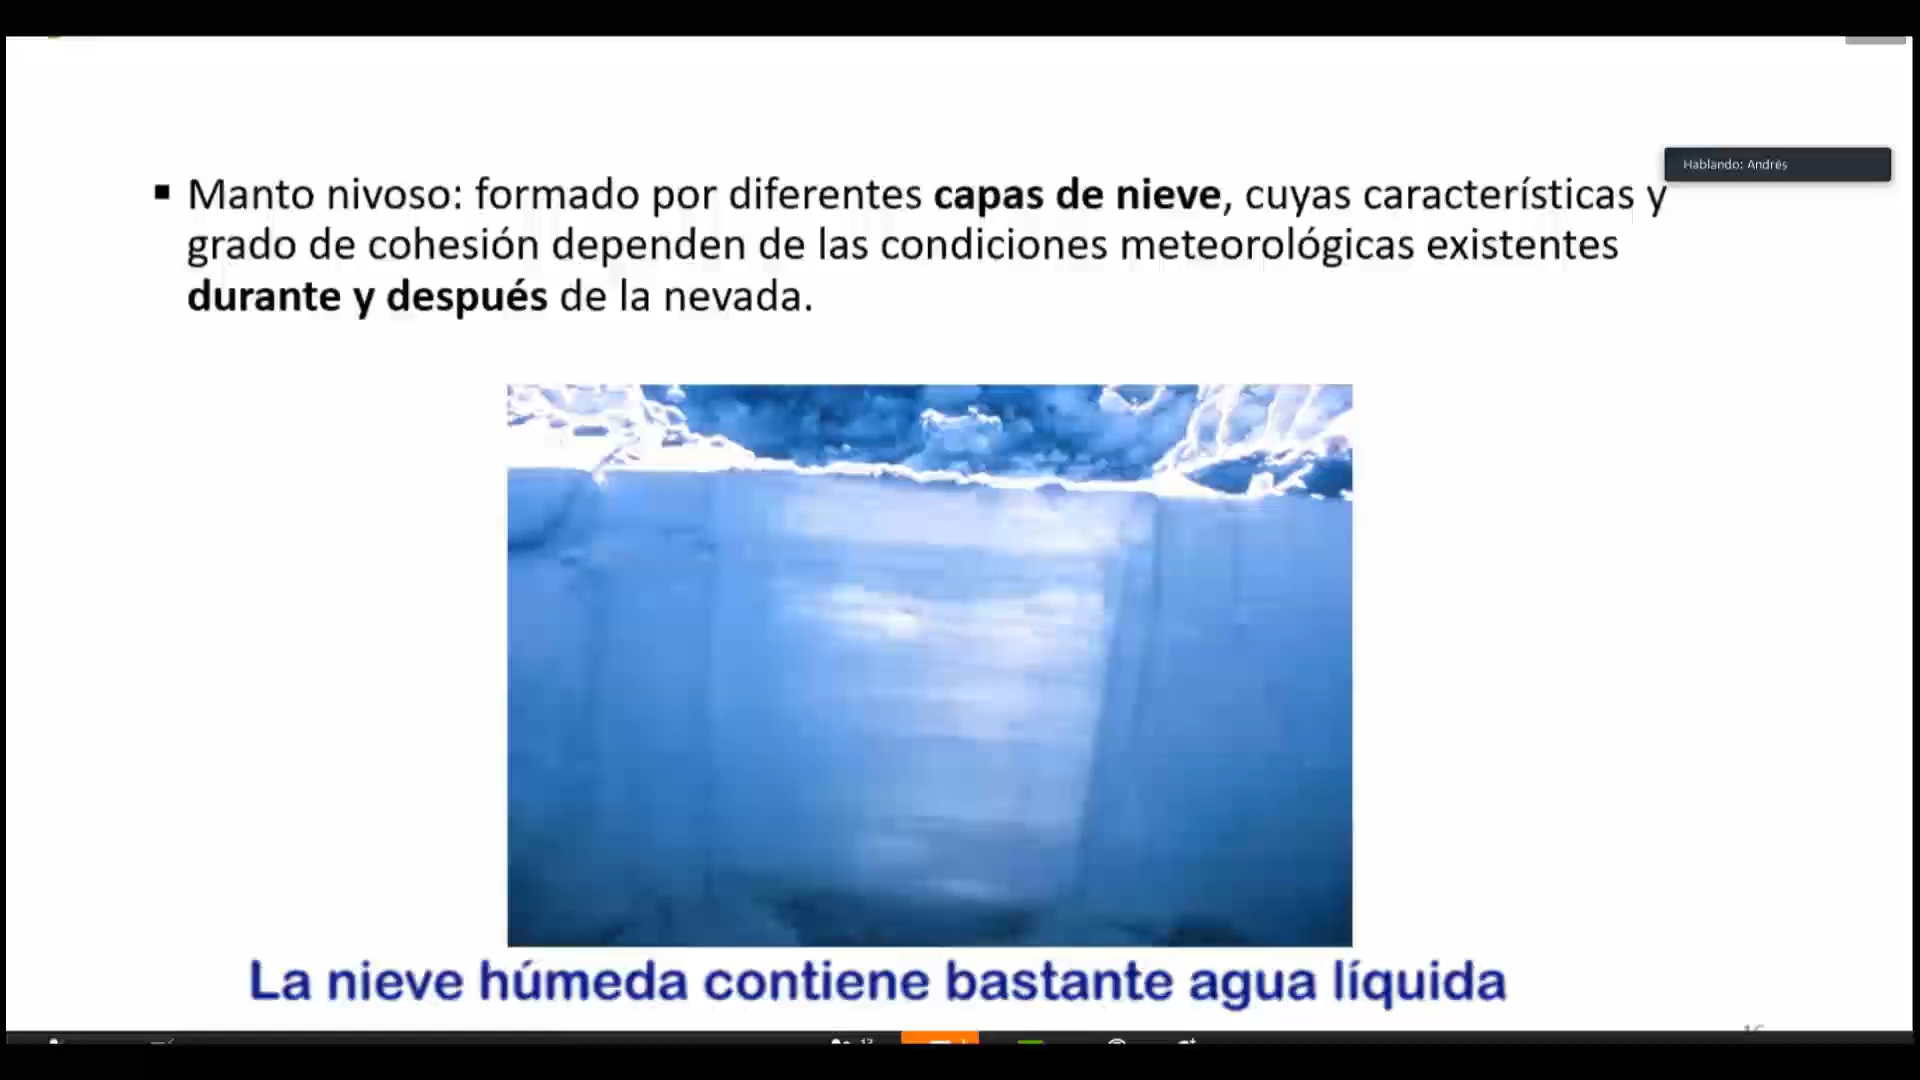 Hablando: Andrés
▪ Manto nivoso: formado por diferentes capas de nieve, cuyas características y
grado de cohesión dependen de las condiciones meteorológicas existentes
durante y después de la nevada.
La nieve húmeda contiene bastante agua líquida